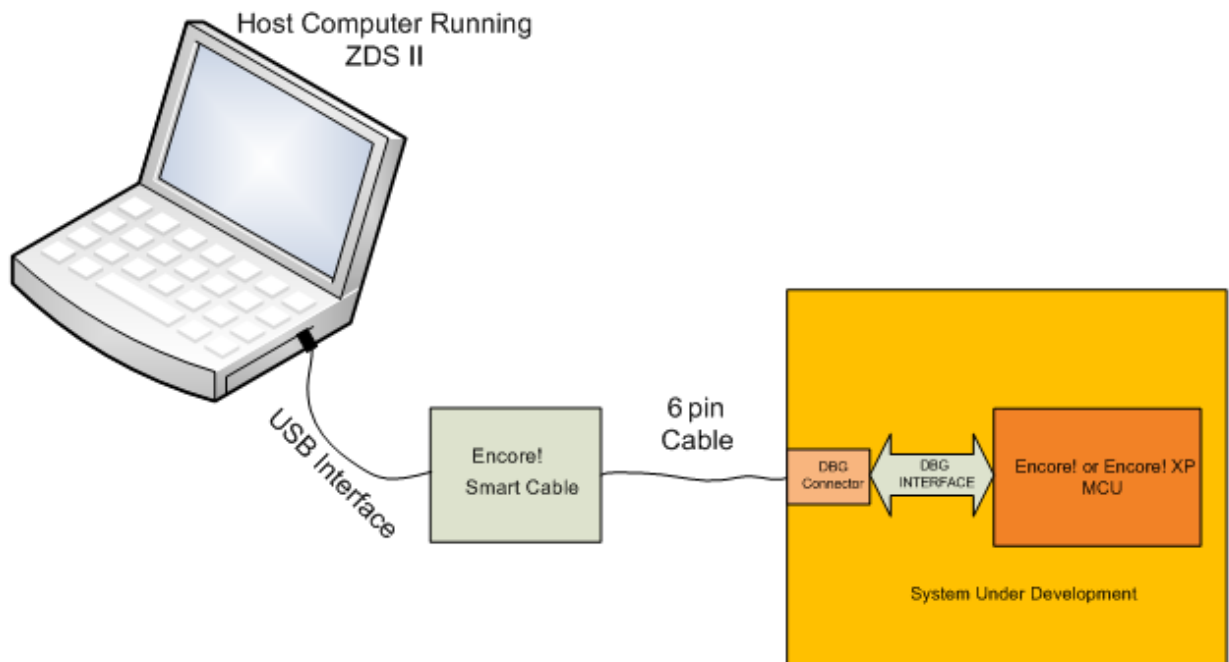 Host Computer Running
ZDS II
USB Interface
Encore!
Smart Cable
6 pin
Cable
DBG
Connector
DBG
INTERFACE
Encore! or Encore! XP
MCU
System Under Development